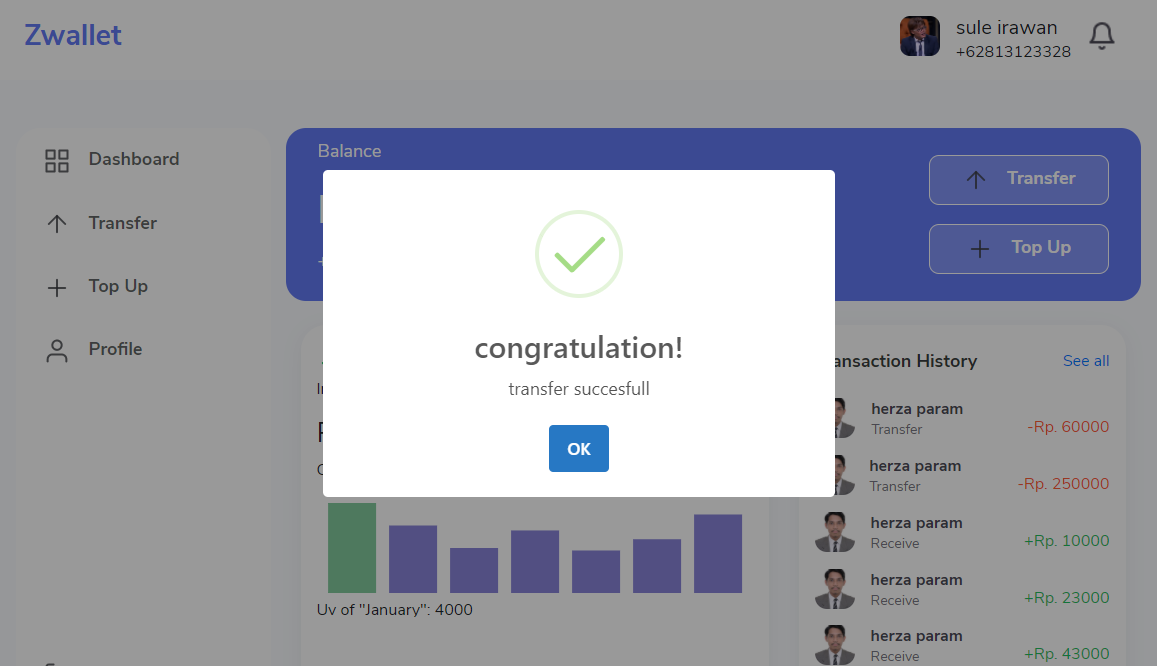 Zwallet
sule irawan
+62813123328
Dashboard
Transfer
Top Up
Profile
Balance
Transfer
Top Up
congratulation!
transfer succesfull
OK
Uv of "January": 4000
ansaction History
See all
herza param
Transfer
-Rp. 60000
herza param
Transfer
-Rp. 250000
herza param
Receive
+Rp. 10000
herza param
Receive
+Rp. 23000
herza param
Receive
+Rp. 43000